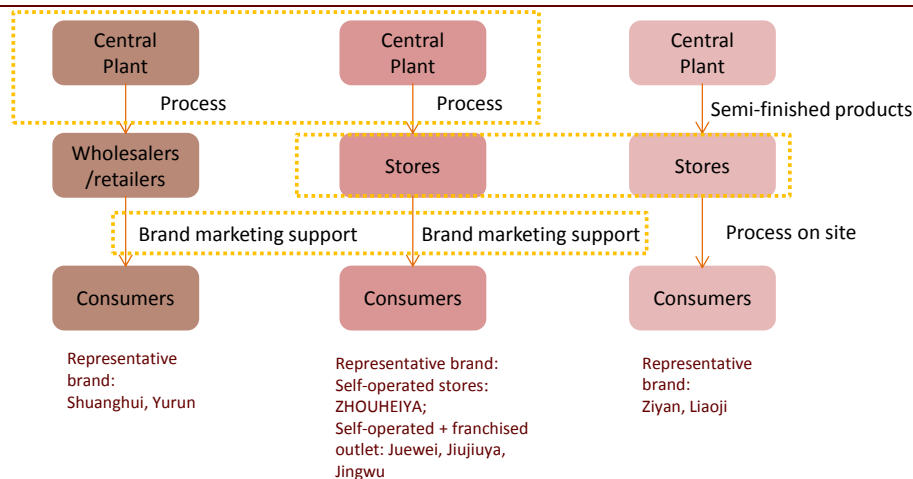 Central
Plant
Central
Plant
Central
Plant
Process
Process
Semi-finished products
Wholesalers
/retailers
Stores
Stores
Brand marketing support
Brand marketing support
Process on site
Consumers
Consumers
Consumers
Representative
brand:
Shuanghui, Yurun
Representative brand:
Self-operated stores:
ZHOUHEIYA;
Self-operated + franchised
outlet: Juewei, Jiujiuya,
Jingwu
Representative
brand:
Ziyan, Liaoji